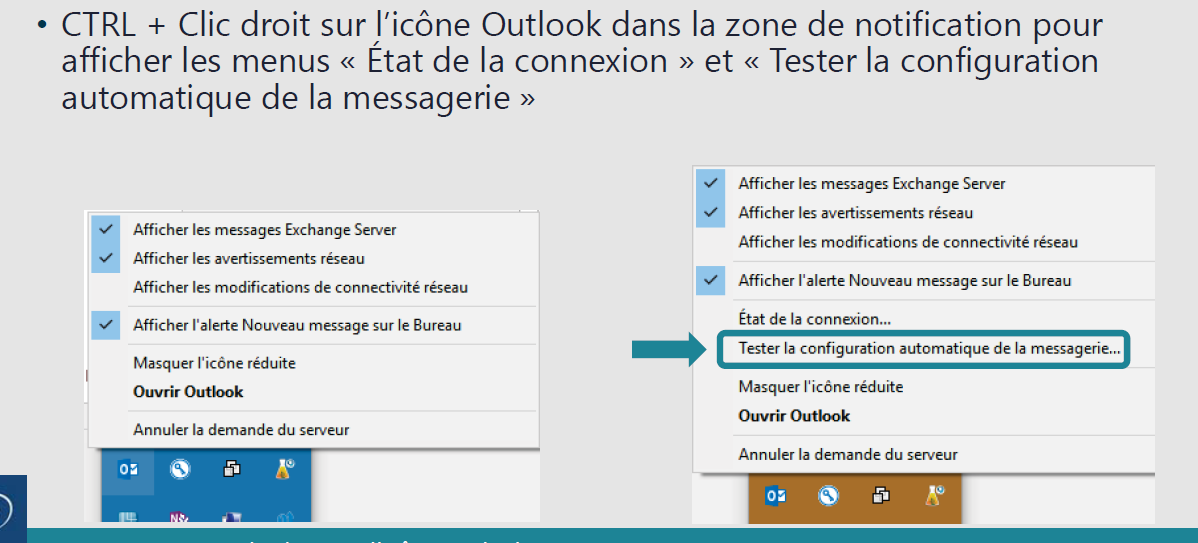 • CTRL + Clic droit sur l’icône Outlook dans la zone de notification pour
afficher les menus « État de la connexion » et « Tester la configuration
automatique de la messagerie »
Afficher les messages Exchange Server
Afficher les avertissements réseau
Afficher les modifications de connectivité réseau
Afficher l'alerte Nouveau message sur le Bureau
Masquer l'icône réduite
Ouvrir Outlook
Annuler la demande du serveur
Afficher les messages Exchange Server
Afficher les avertissements réseau
Afficher les modifications de connectivité réseau
Afficher l'alerte Nouveau message sur le Bureau
État de la connexion...
Tester la configuration automatique de la messagerie...
Masquer l'icône réduite
Ouvrir Outlook
Annuler la demande du serveur